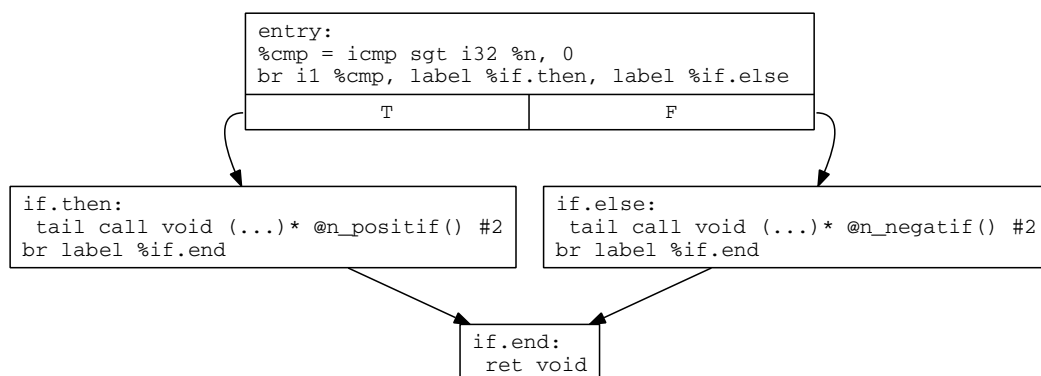 entry:
%cmp = icmp sgt i32 %n, 0
br i1 %cmp, label %if.then, label %if.else
T
F
if.then:
tail call void (...)* @n_positif() #2
br label %if.end
if.else:
tail call void (...)* @n_negatif() #2
br label %if.end
if.end:
ret void